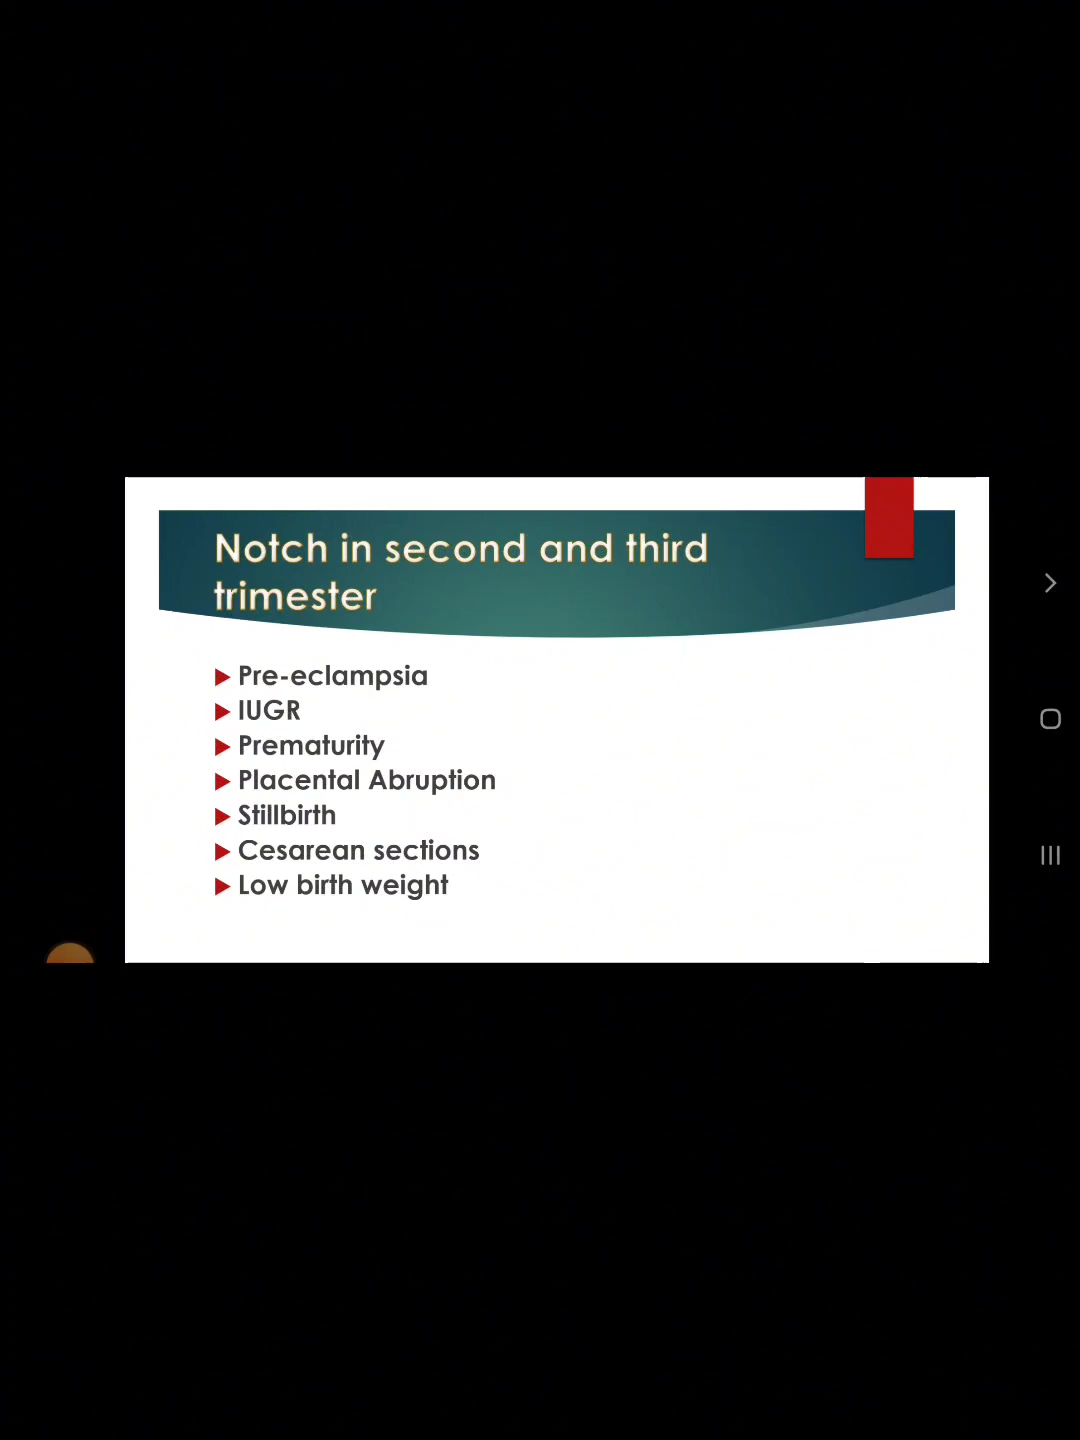 Notch in second and third
trimester
Pre-eclampsia
IUGR
Prematurity
Placental Abruption
Stillbirth
Cesarean sections
Low birth weight